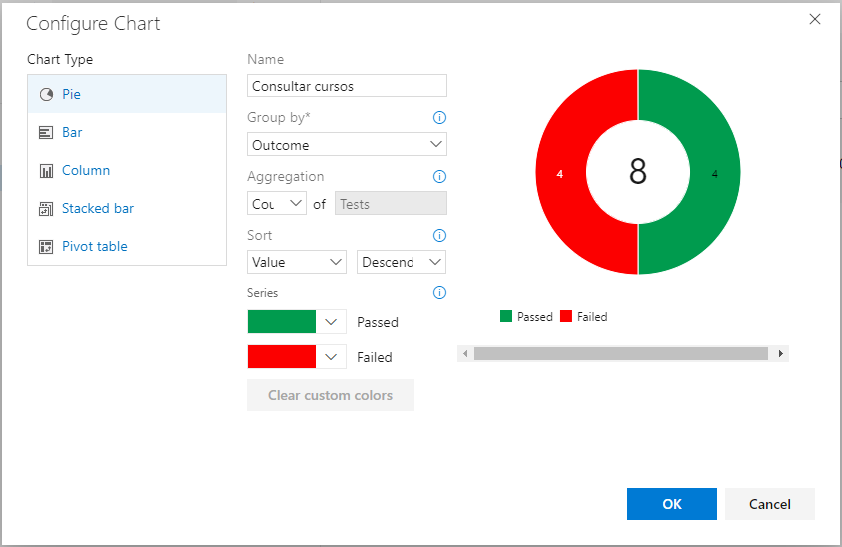 Configure Chart
Chart Type
Pie
Bar
Column
Stacked bar
Pivot table
Name
Consultar cursos
Group by*
Outcome
Aggregation
Cou of Tests
Sort
Value Descend
Series
Passed
Failed
Clear custom colors
4 8 4
Passed Failed
OK Cancel